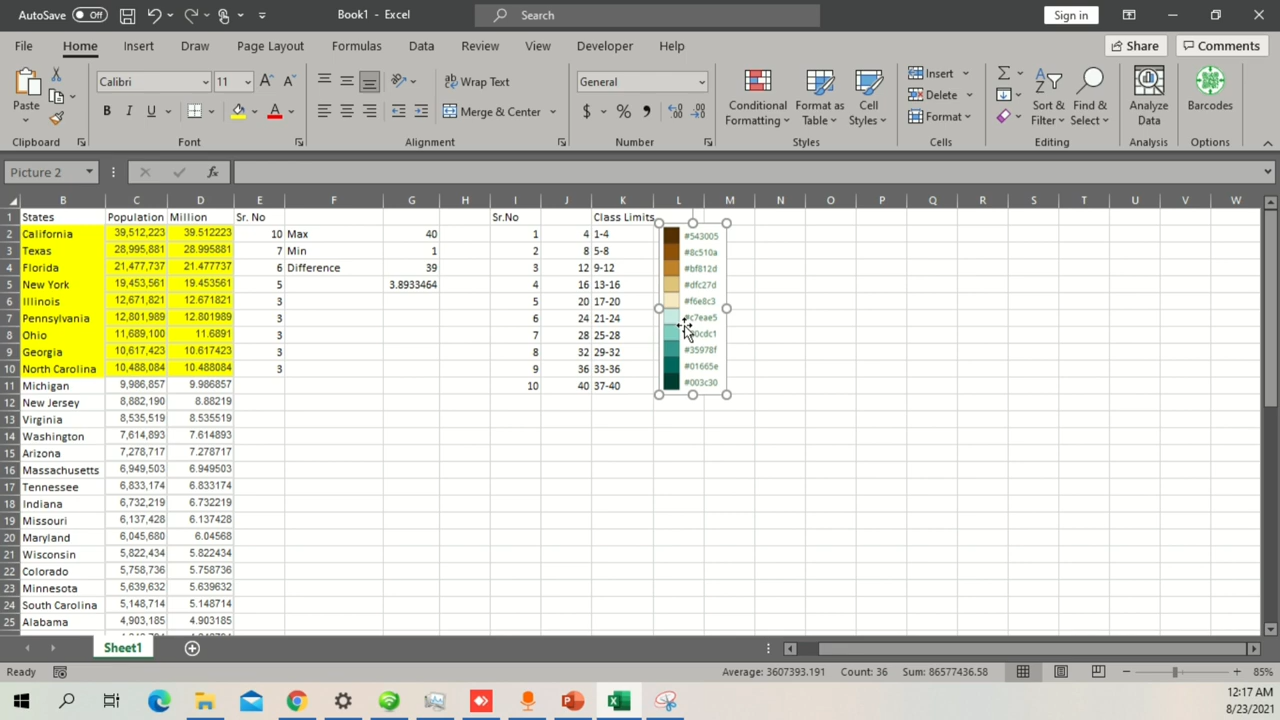 AutoSave Off Book1 - Excel Search Sign in
File Home Insert Draw Page Layout Formulas Data Review View Developer Help Share Comments
Paste Calibri 11 Wrap Text General Conditional Formatting Format as Table Cell Styles Insert Delete Format Sort & Filter Find & Select Analyze Data Barcodes
B I U A Merge & Center $ %
Clipboard Font Alignment Number Styles Cells Editing Analysis Options
Picture 2 fx
B C D E F G H I J K L M N O P Q R S T U V W
1 States Population Million Sr. No Sr.No Class Limits
2 California 39,512,223 39.512223 10 Max 40 1 4 1-4 #543005
3 Texas 28,995,881 28.995881 7 Min 1 2 8 5-8 #8c510a
4 Florida 21,477,737 21.477737 6 Difference 39 3 12 9-12 #bf812d
5 New York 19,453,561 19.453561 5 3.8933464 4 16 13-16 #dfc27d
6 Illinois 12,671,821 12.671821 3 5 20 17-20 #f6e8c3
7 Pennsylvania 12,801,989 12.801989 3 6 24 21-24 #c7eae5
8 Ohio 11,689,100 11.6891 3 7 28 25-28
9 Georgia 10,617,423 10.617423 3 8 32 29-32 #35978f
10 North Carolina 10,488,084 10.488084 3 9 36 33-36 #01665e
11 Michigan 9,986,857 9.986857 10 40 37-40 #003c30
12 New Jersey 8,882,190 8.88219
13 Virginia 8,535,519 8.535519
14 Washington 7,614,893 7.614893
15 Arizona 7,278,717 7.278717
16 Massachusetts 6,949,503 6.949503
17 Tennessee 6,833,174 6.833174
18 Indiana 6,732,219 6.732219
19 Missouri 6,137,428 6.137428
20 Maryland 6,045,680 6.04568
21 Wisconsin 5,822,434 5.822434
22 Colorado 5,758,736 5.758736
23 Minnesota 5,639,632 5.639632
24 South Carolina 5,148,714 5.148714
25 Alabama 4,903,185 4.903185
Sheet1
Ready Average: 3607393.191 Count: 36 Sum: 86577436.58 85%
12:17 AM
8/23/2021